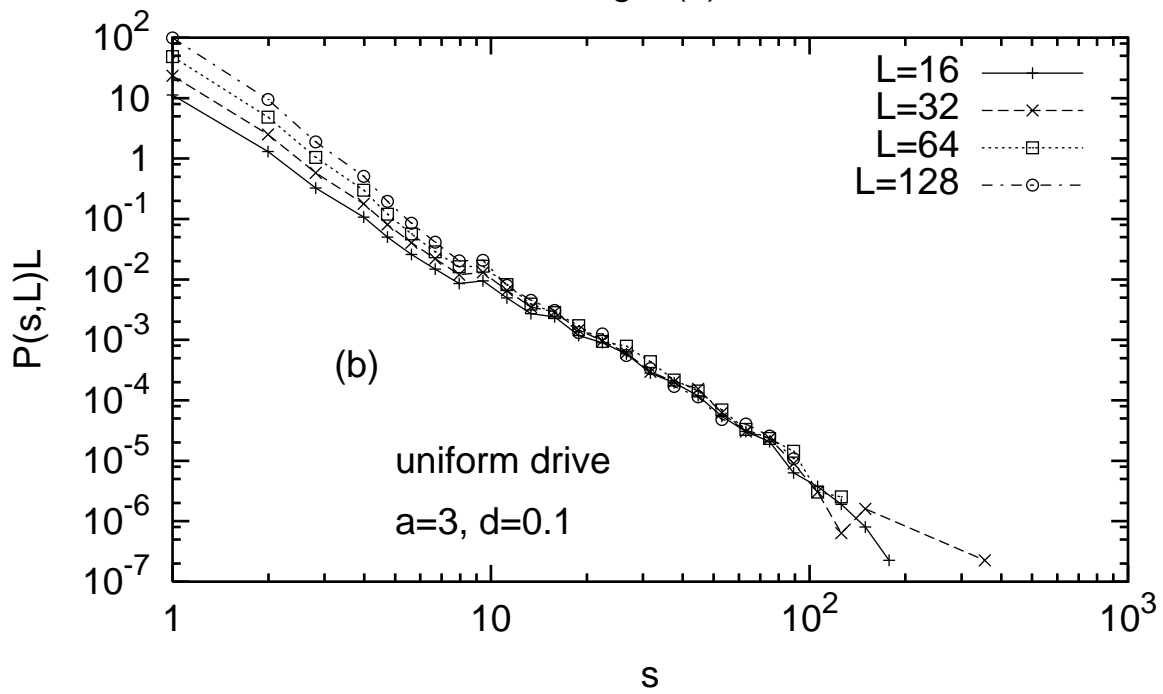 10^2
10
1
10^-1
10^-2
10^-3
10^-4
10^-5
10^-6
10^-7
P(s,L)L
L=16
L=32
L=64
L=128
(b)
uniform drive
a=3, d=0.1
1 10 10^2 10^3
s